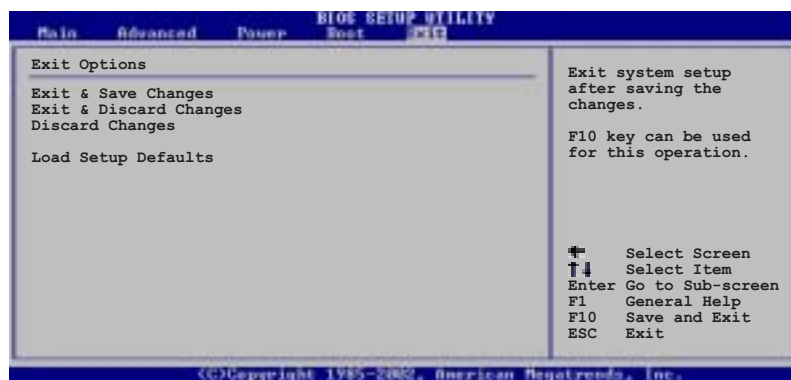 BIOS SETUP UTILITY
Main Advanced Power Boot Exit
Exit Options
Exit & Save Changes
Exit & Discard Changes
Discard Changes
Load Setup Defaults
Exit system setup
after saving the
changes.
F10 key can be used
for this operation.
Select Screen
↑↓ Select Item
Enter Go to Sub-screen
F1 General Help
F10 Save and Exit
ESC Exit
(C)Copyright 1985-2002, American Megatrends, Inc.